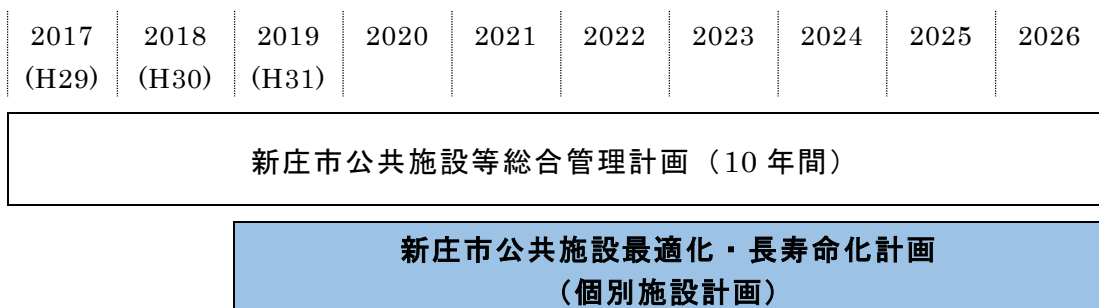 2017 2018 2019 2020 2021 2022 2023 2024 2025 2026
(H29) (H30) (H31)
新庄市公共施設等総合管理計画（10 年間）
新庄市公共施設最適化・長寿命化計画
（個別施設計画）